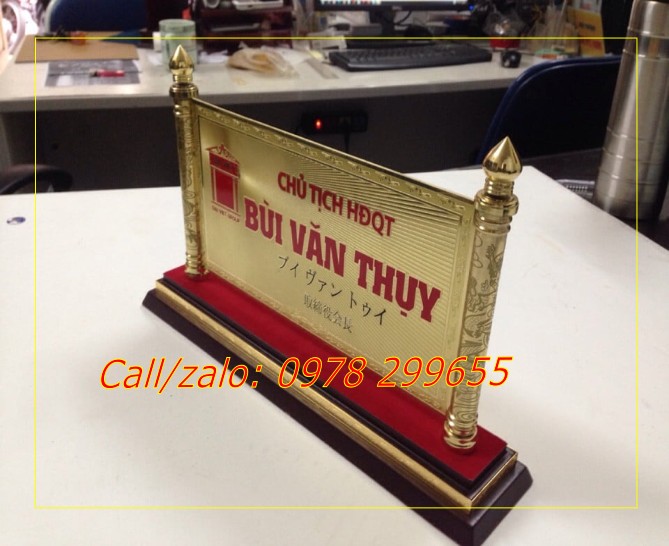 CHỦ TỊCH HĐQT
BÙI VĂN THỤY
ブイ ヴァン トゥイ
取締役会長
Call/zalo: 0978 299655